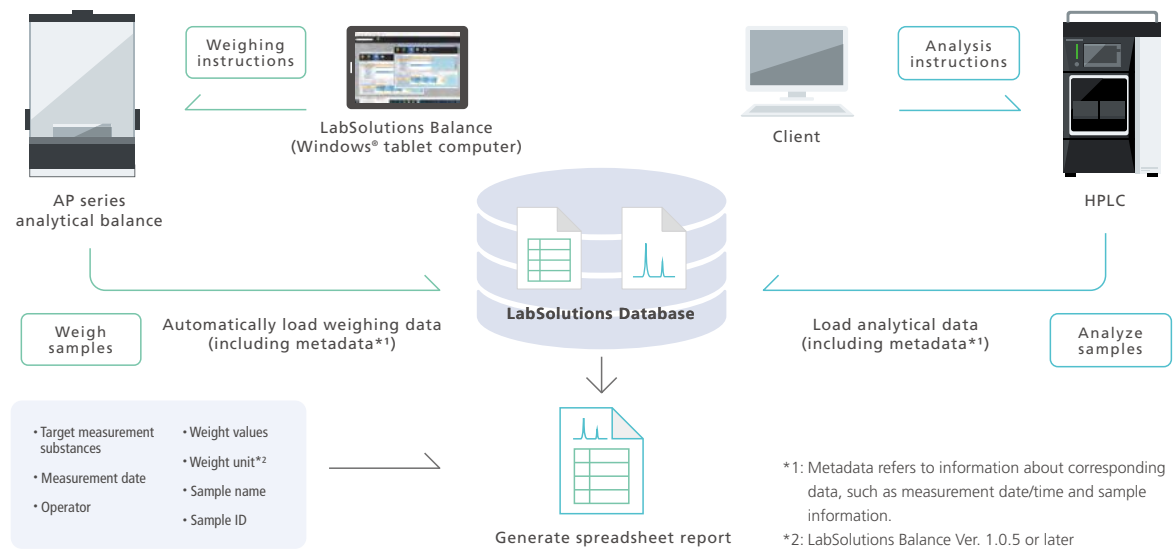 Weighing
instructions
Analysis
instructions
LabSolutions Balance
(Windows® tablet computer)
Client
AP series
analytical balance
HPLC
LabSolutions Database
Weigh
samples
Automatically load weighing data
(including metadata*¹)
Load analytical data
(including metadata*¹)
Analyze
samples
• Target measurement
substances
• Measurement date
• Operator
• Weight values
• Weight unit*²
• Sample name
• Sample ID
Generate spreadsheet report
*1: Metadata refers to information about corresponding
data, such as measurement date/time and sample
information.
*2: LabSolutions Balance Ver. 1.0.5 or later